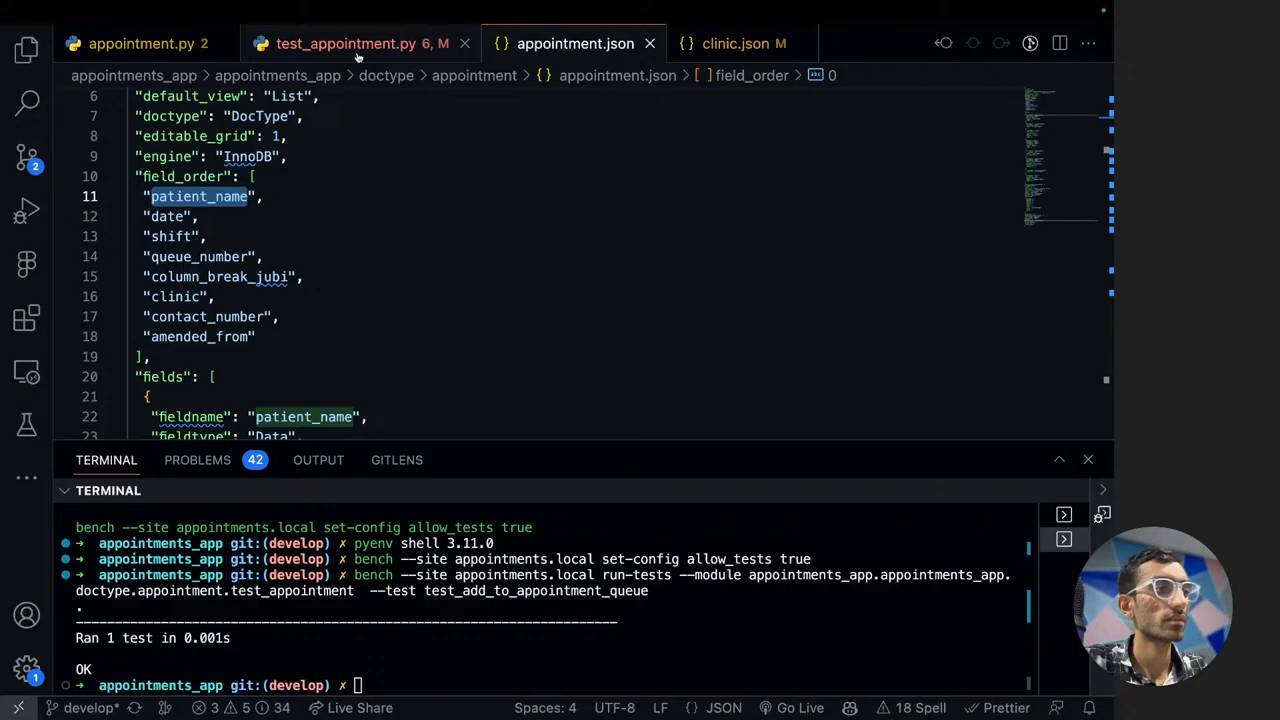 appointment.py 2
test_appointment.py 6, M
appointment.json
clinic.json M
appointments_app > appointments_app > doctype > appointment > {} appointment.json > [ ] field_order > abc 0
6 "default_view": "List",
7 "doctype": "DocType",
8 "editable_grid": 1,
9 "engine": "InnoDB",
10 "field_order": [
11 "patient_name",
12 "date",
13 "shift",
14 "queue_number",
15 "column_break_jubi",
16 "clinic",
17 "contact_number",
18 "amended_from"
19 ],
20 "fields": [
21 {
22 "fieldname": "patient_name",
23 "fieldtype": "Data",
2
1
TERMINAL PROBLEMS 42 OUTPUT GITLENS
TERMINAL
bench --site appointments.local set-config allow_tests true
→ appointments_app git:(develop) ✗ pyenv shell 3.11.0
→ appointments_app git:(develop) ✗ bench --site appointments.local set-config allow_tests true
→ appointments_app git:(develop) ✗ bench --site appointments.local run-tests --module appointments_app.appointments_app.
doctype.appointment.test_appointment --test test_add_to_appointment_queue
.
----------------------------------------------------------------------
Ran 1 test in 0.001s
OK
→ appointments_app git:(develop) ✗
develop* 3 5 34 Live Share Spaces: 4 UTF-8 LF {} JSON Go Live 18 Spell Prettier